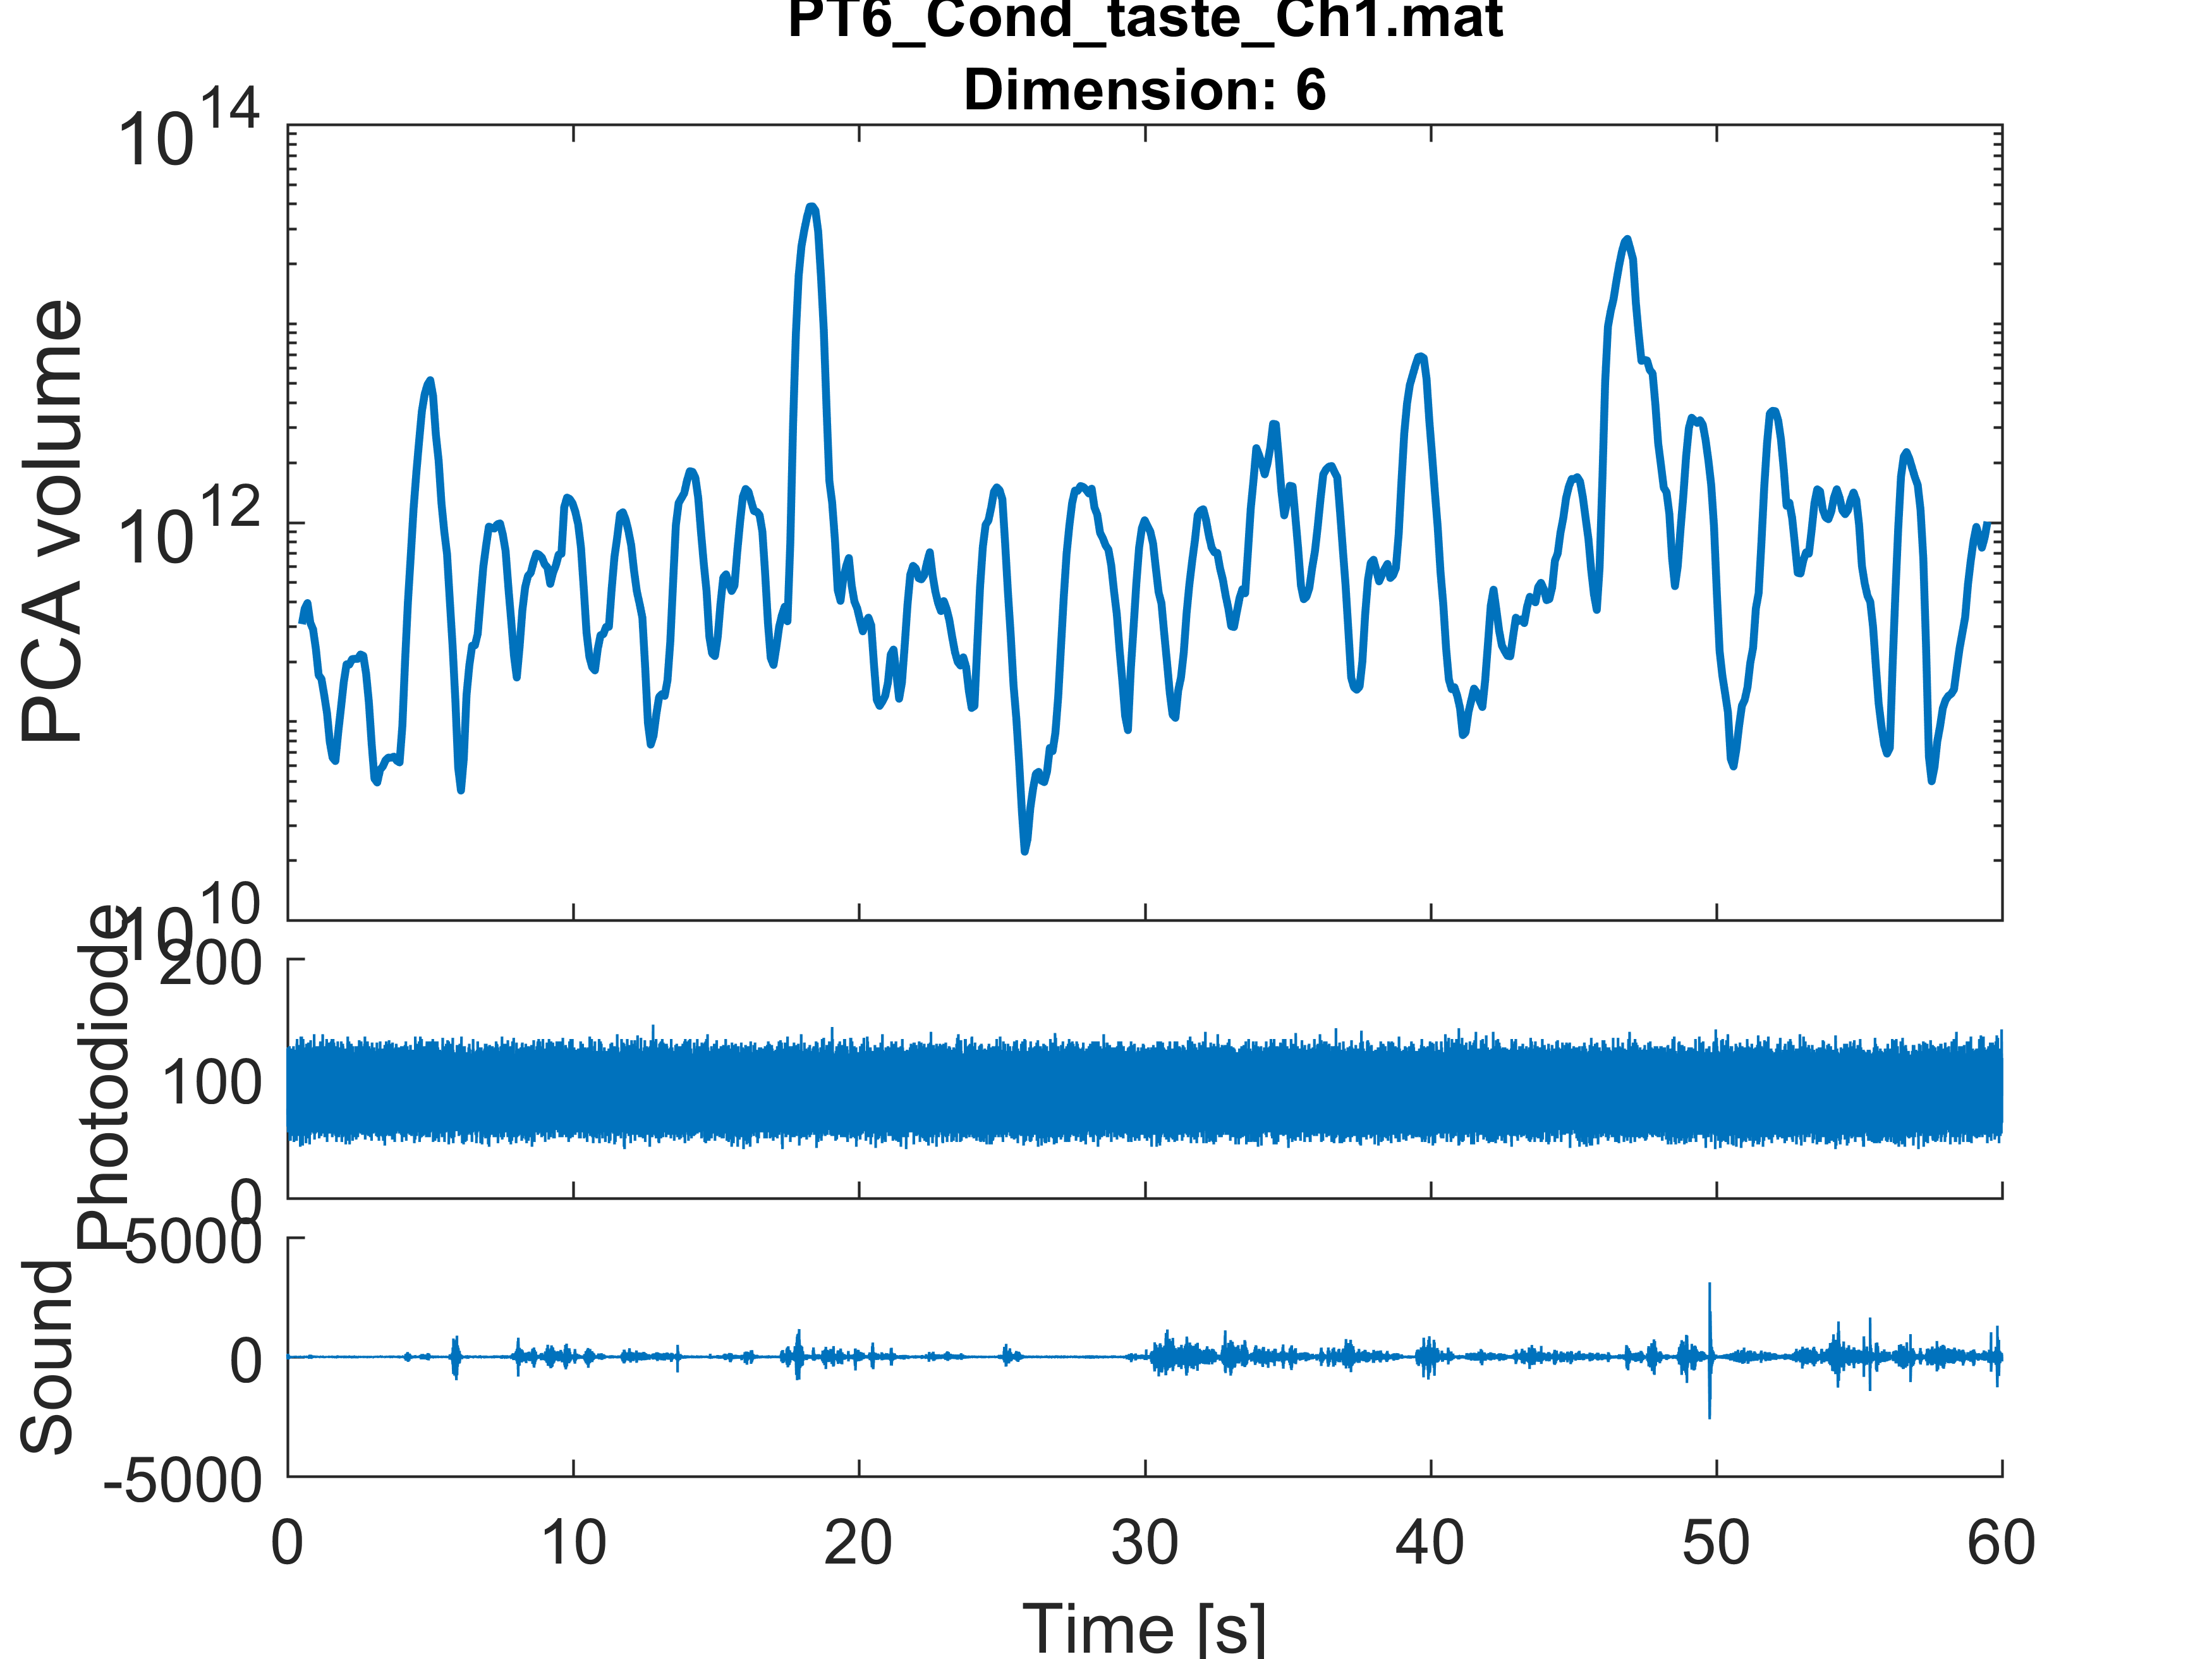 PT6_Cond_taste_Ch1.mat
Dimension: 6
10^14
10^12
10^10
PCA volume
200
100
0
Photodiode
5000
0
-5000
Sound
0 10 20 30 40 50 60
Time [s]